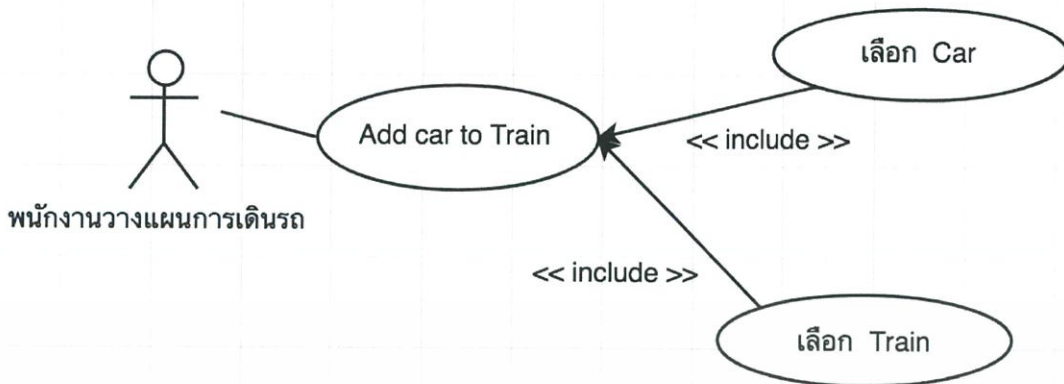 เลือก Car
Add car to Train
<< include >>
พนักงานวางแผนการเดินรถ
<< include >>
เลือก Train